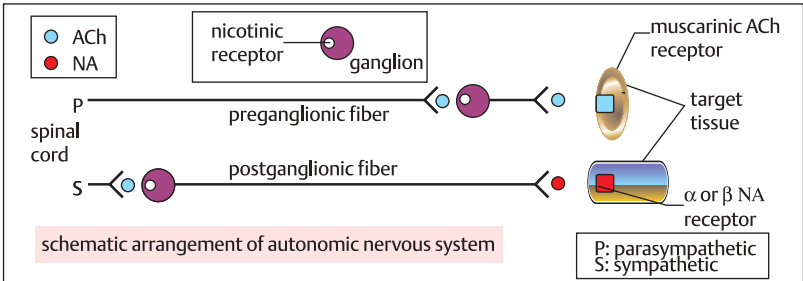 ACh
NA
nicotinic
receptor
ganglion
muscarinic ACh
receptor
P
preganglionic fiber
target
tissue
spinal
cord
postganglionic fiber
S
α or β NA
receptor
schematic arrangement of autonomic nervous system
P: parasympathetic
S: sympathetic